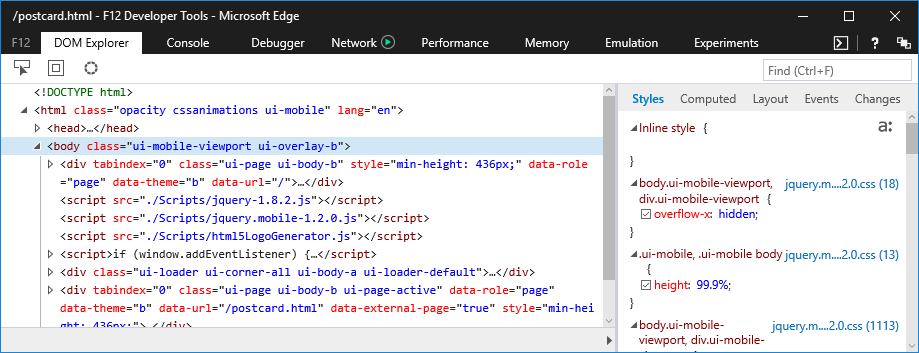 /postcard.html - F12 Developer Tools - Microsoft Edge
F12 DOM Explorer Console Debugger Network Performance Memory Emulation Experiments ?
Find (Ctrl+F)
<!DOCTYPE html>
<html class="opacity cssanimations ui-mobile" lang="en">
<head>…</head>
<body class="ui-mobile-viewport ui-overlay-b">
<div tabindex="0" class="ui-page ui-body-b" style="min-height: 436px;" data-role
="page" data-theme="b" data-url="/">…</div>
<script src="./Scripts/jquery-1.8.2.js"></script>
<script src="./Scripts/jquery.mobile-1.2.0.js"></script>
<script src="./Scripts/html5LogoGenerator.js"></script>
<script>if (window.addEventListener) {…</script>
<div class="ui-loader ui-corner-all ui-body-a ui-loader-default">…</div>
<div tabindex="0" class="ui-page ui-body-b ui-page-active" data-role="page"
data-theme="b" data-url="/postcard.html" data-external-page="true" style="min-hei
ght: 436px;">…</div>
Styles Computed Layout Events Changes
Inline style { a:
}
body.ui-mobile-viewport, jquery.m....2.0.css (18)
div.ui-mobile-viewport {
overflow-x: hidden;
}
.ui-mobile, .ui-mobile body jquery.m....2.0.css (13)
{
height: 99.9%;
}
body.ui-mobile- jquery.m....2.0.css (1113)
viewport, div.ui-mobile-